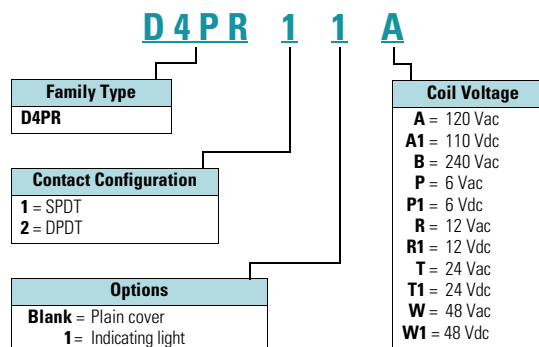 D4PR 1 1 A
Family Type
D4PR
Contact Configuration
1 = SPDT
2 = DPDT
Options
Blank = Plain cover
1 = Indicating light
Coil Voltage
A = 120 Vac
A1 = 110 Vdc
B = 240 Vac
P = 6 Vac
P1 = 6 Vdc
R = 12 Vac
R1 = 12 Vdc
T = 24 Vac
T1 = 24 Vdc
W = 48 Vac
W1 = 48 Vdc